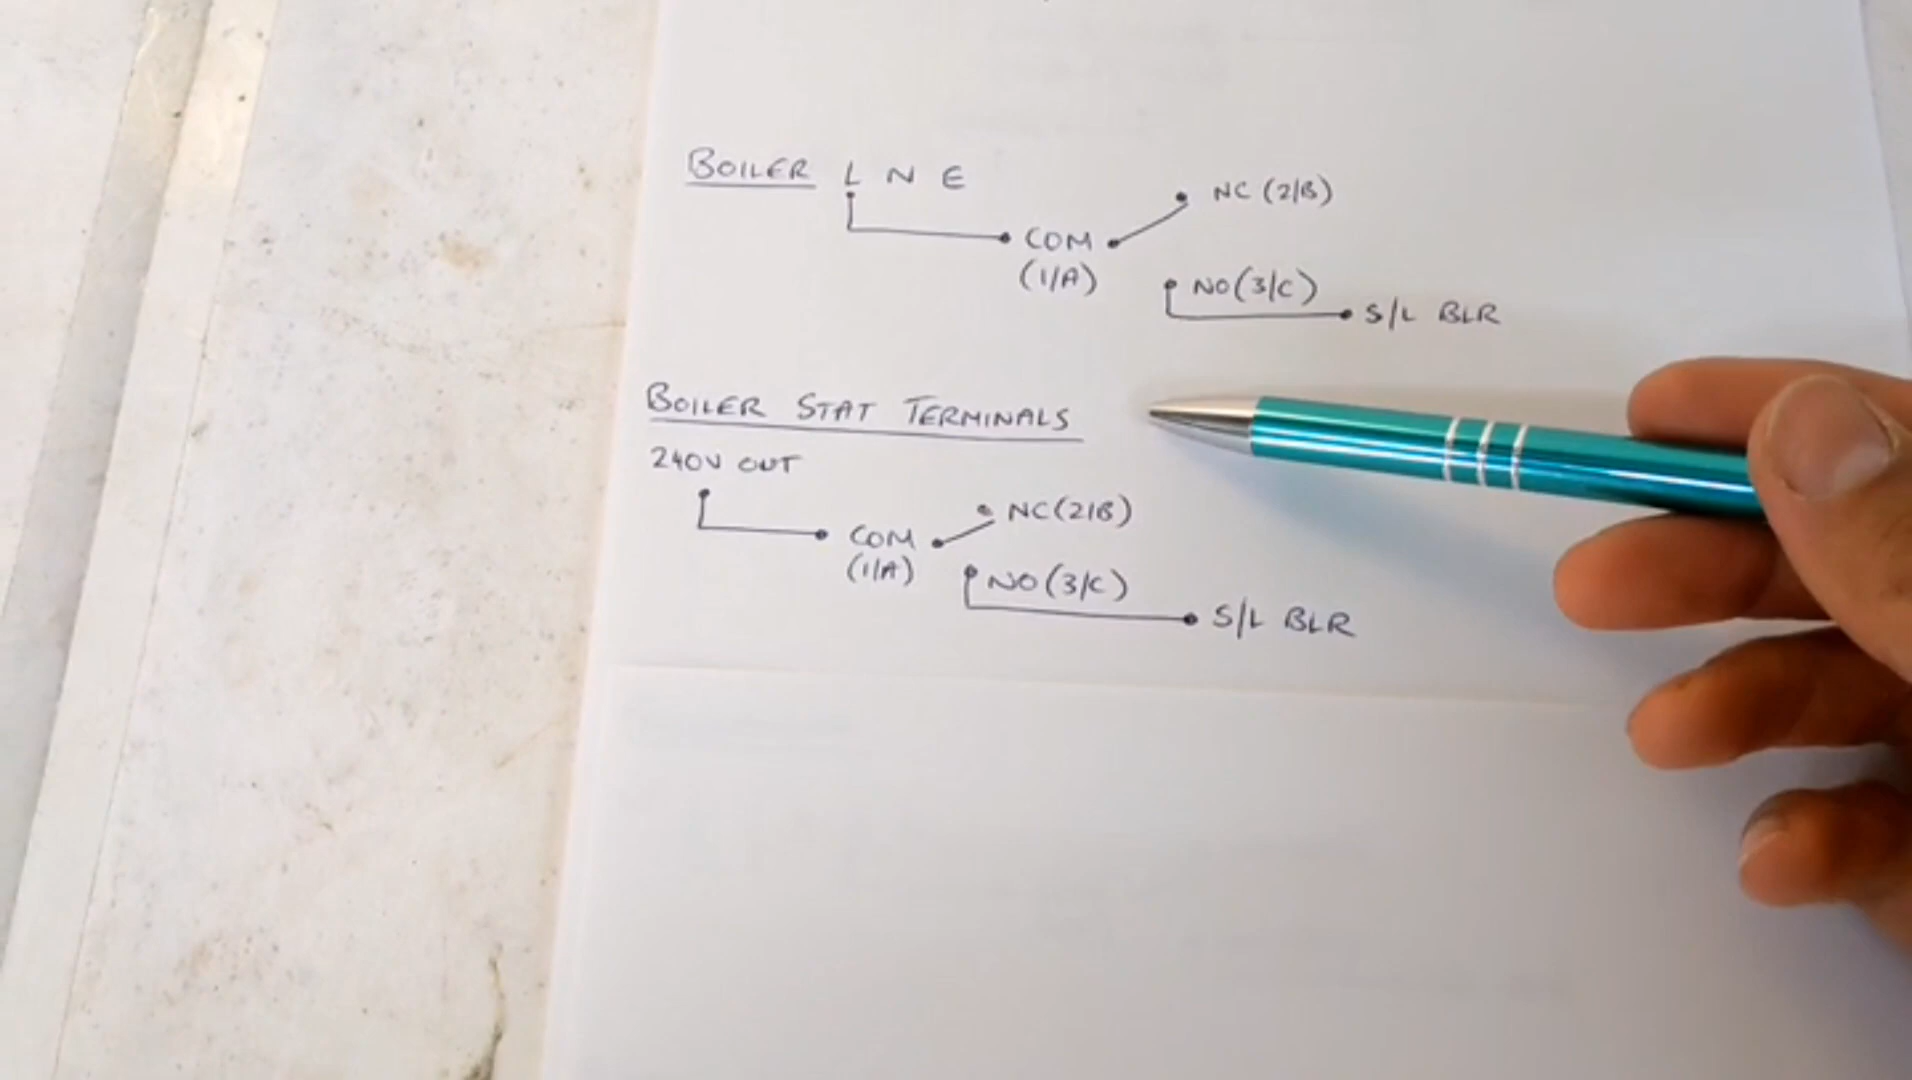 BOILER L N E
NC (2/B)
COM
(1/A)
NO (3/C)
S/L BLR
BOILER STAT TERMINALS
240V OUT
NC (2/B)
COM
(1/A)
NO (3/C)
S/L BLR